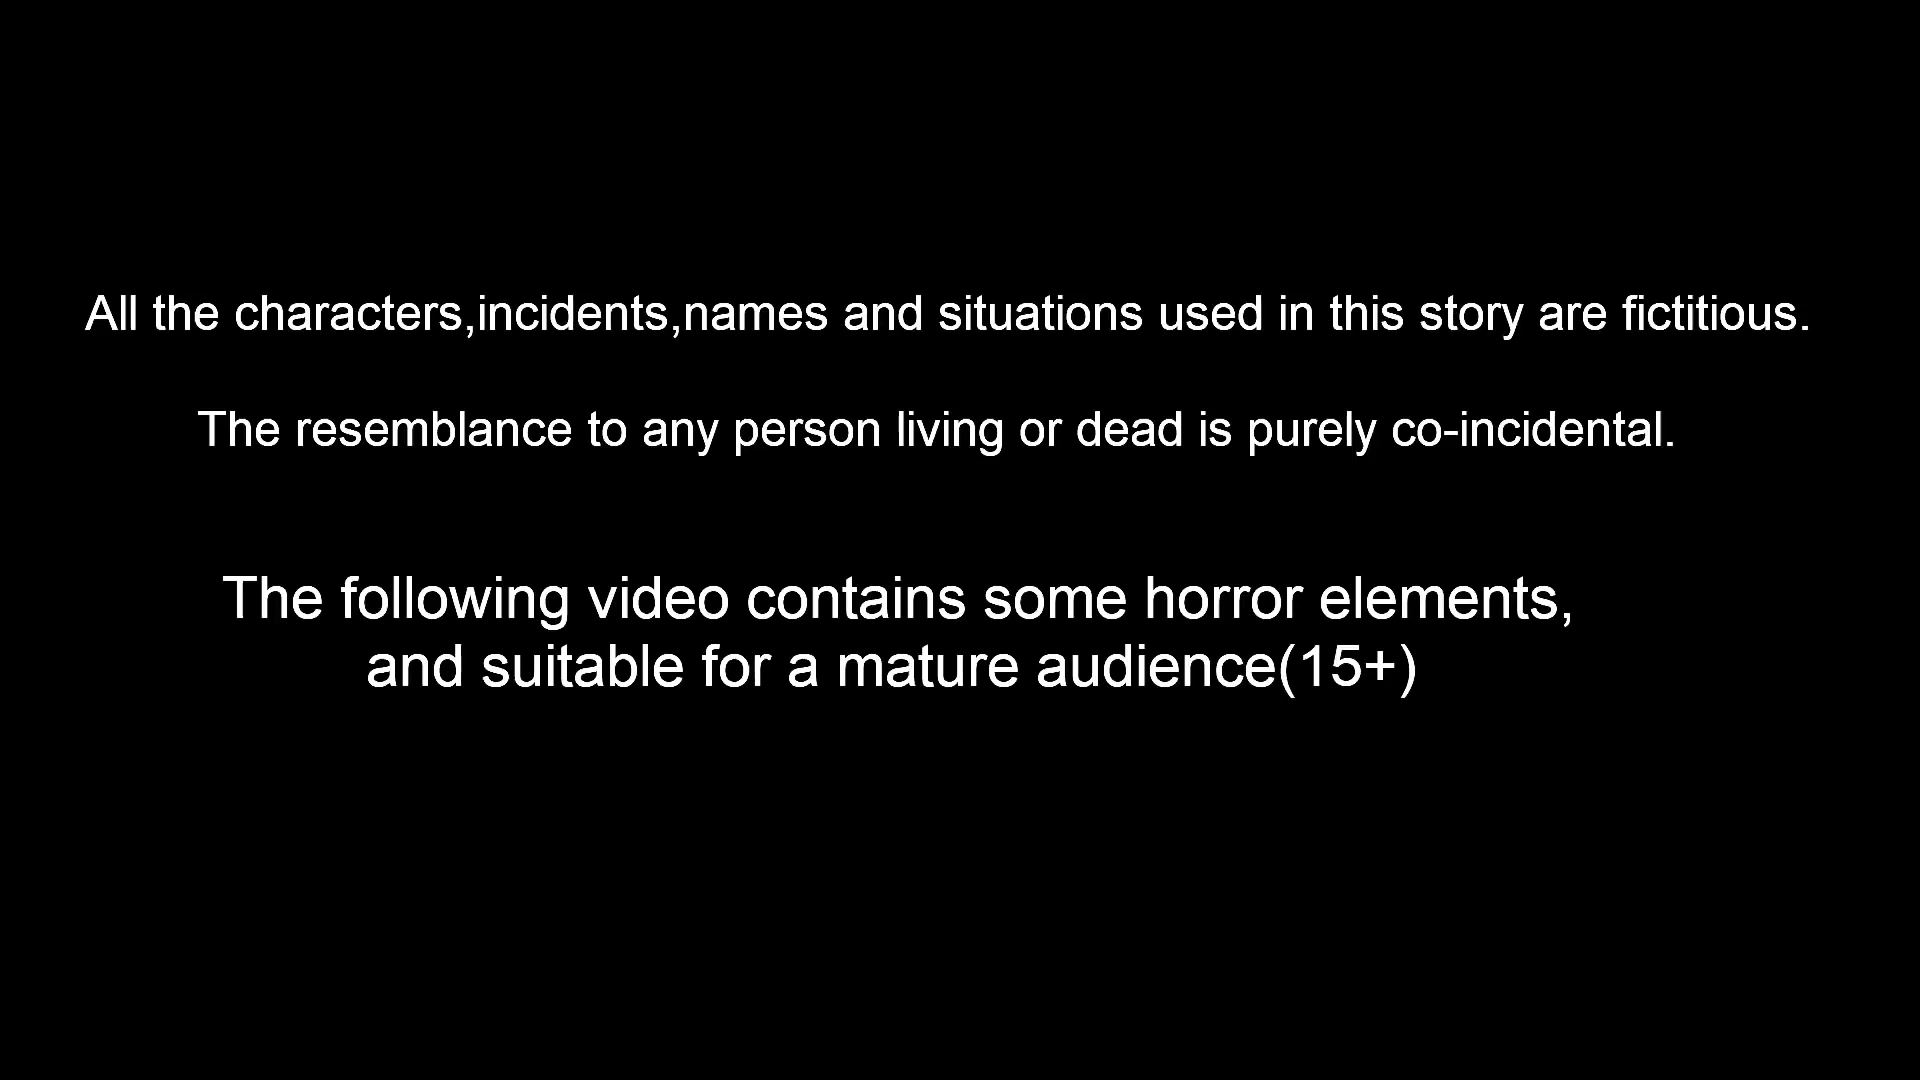 All the characters,incidents,names and situations used in this story are fictitious.
The resemblance to any person living or dead is purely co-incidental.
The following video contains some horror elements,
and suitable for a mature audience(15+)